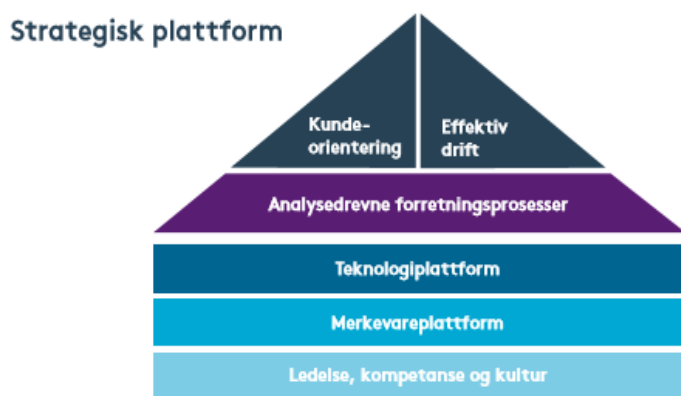 Strategisk plattform
Kunde-
orientering
Effektiv
drift
Analysedrevne forretningsprosesser
Teknologiplattform
Merkevareplattform
Ledelse, kompetanse og kultur